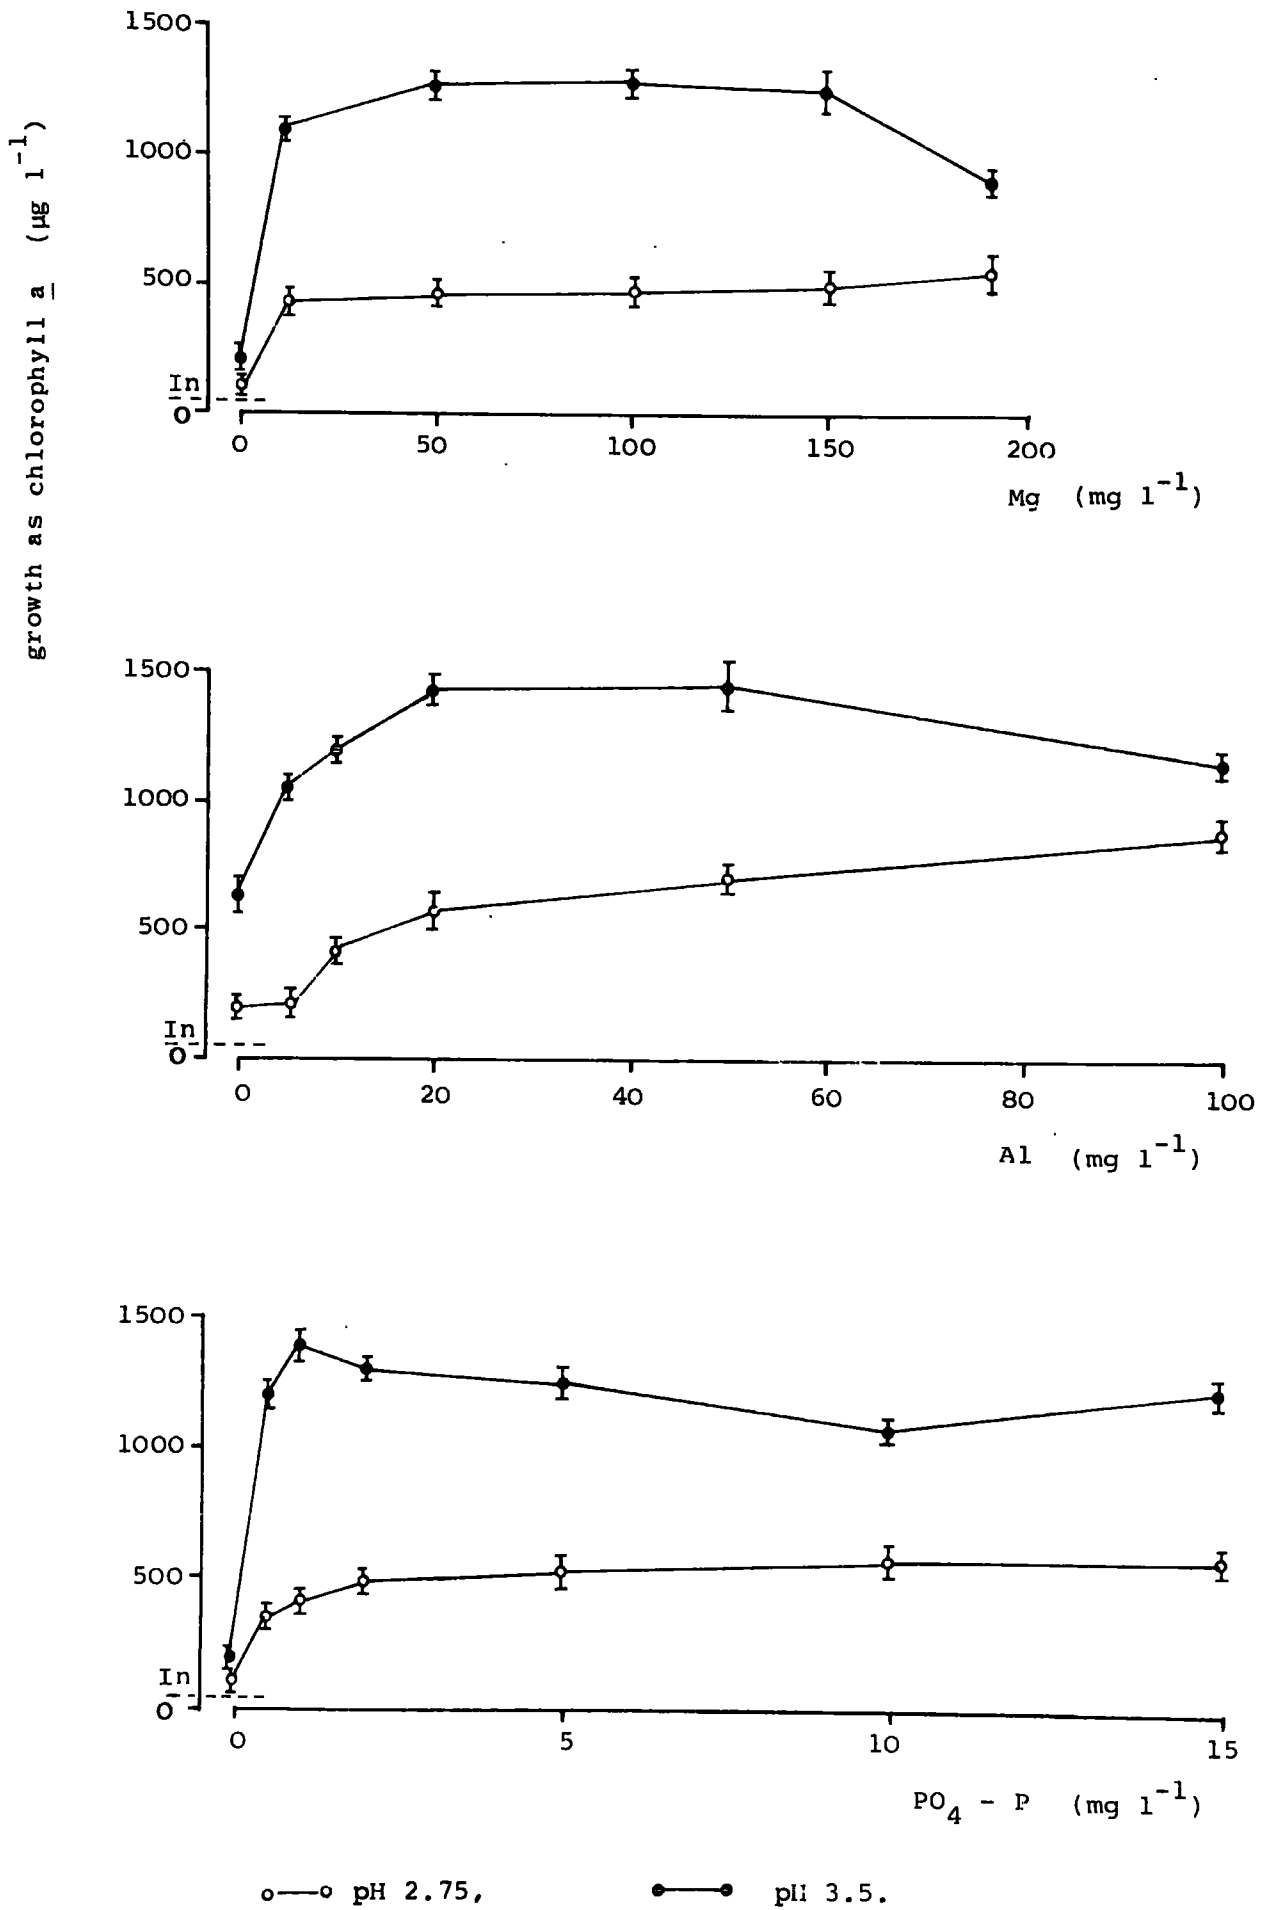 growth as chlorophyll a (µg l⁻¹)
1500
1000
500
In
0
0 50 100 150 200
Mg (mg l⁻¹)
1500
1000
500
In
0
0 20 40 60 80 100
Al (mg l⁻¹)
1500
1000
500
In
0
0 5 10 15
PO₄ - P (mg l⁻¹)
pH 2.75, pH 3.5.